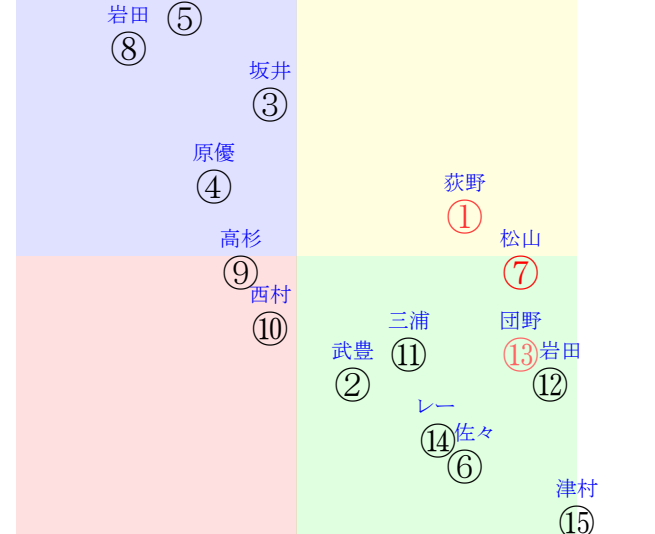 岩田
⑤
⑧
坂井
③
原優
④
荻野
①
高杉
⑨
松山
⑦
西村
⑩
三浦
⑪
団野
⑬
武豊
②
岩田
⑫
レー
⑭
佐々
⑥
津村
⑮